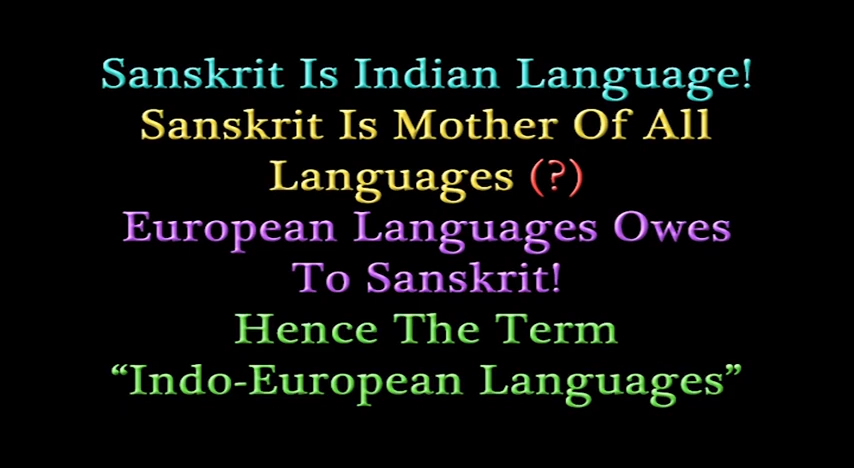 Sanskrit Is Indian Language!
Sanskrit Is Mother Of All
Languages (?)
European Languages Owes
To Sanskrit!
Hence The Term
“Indo-European Languages”